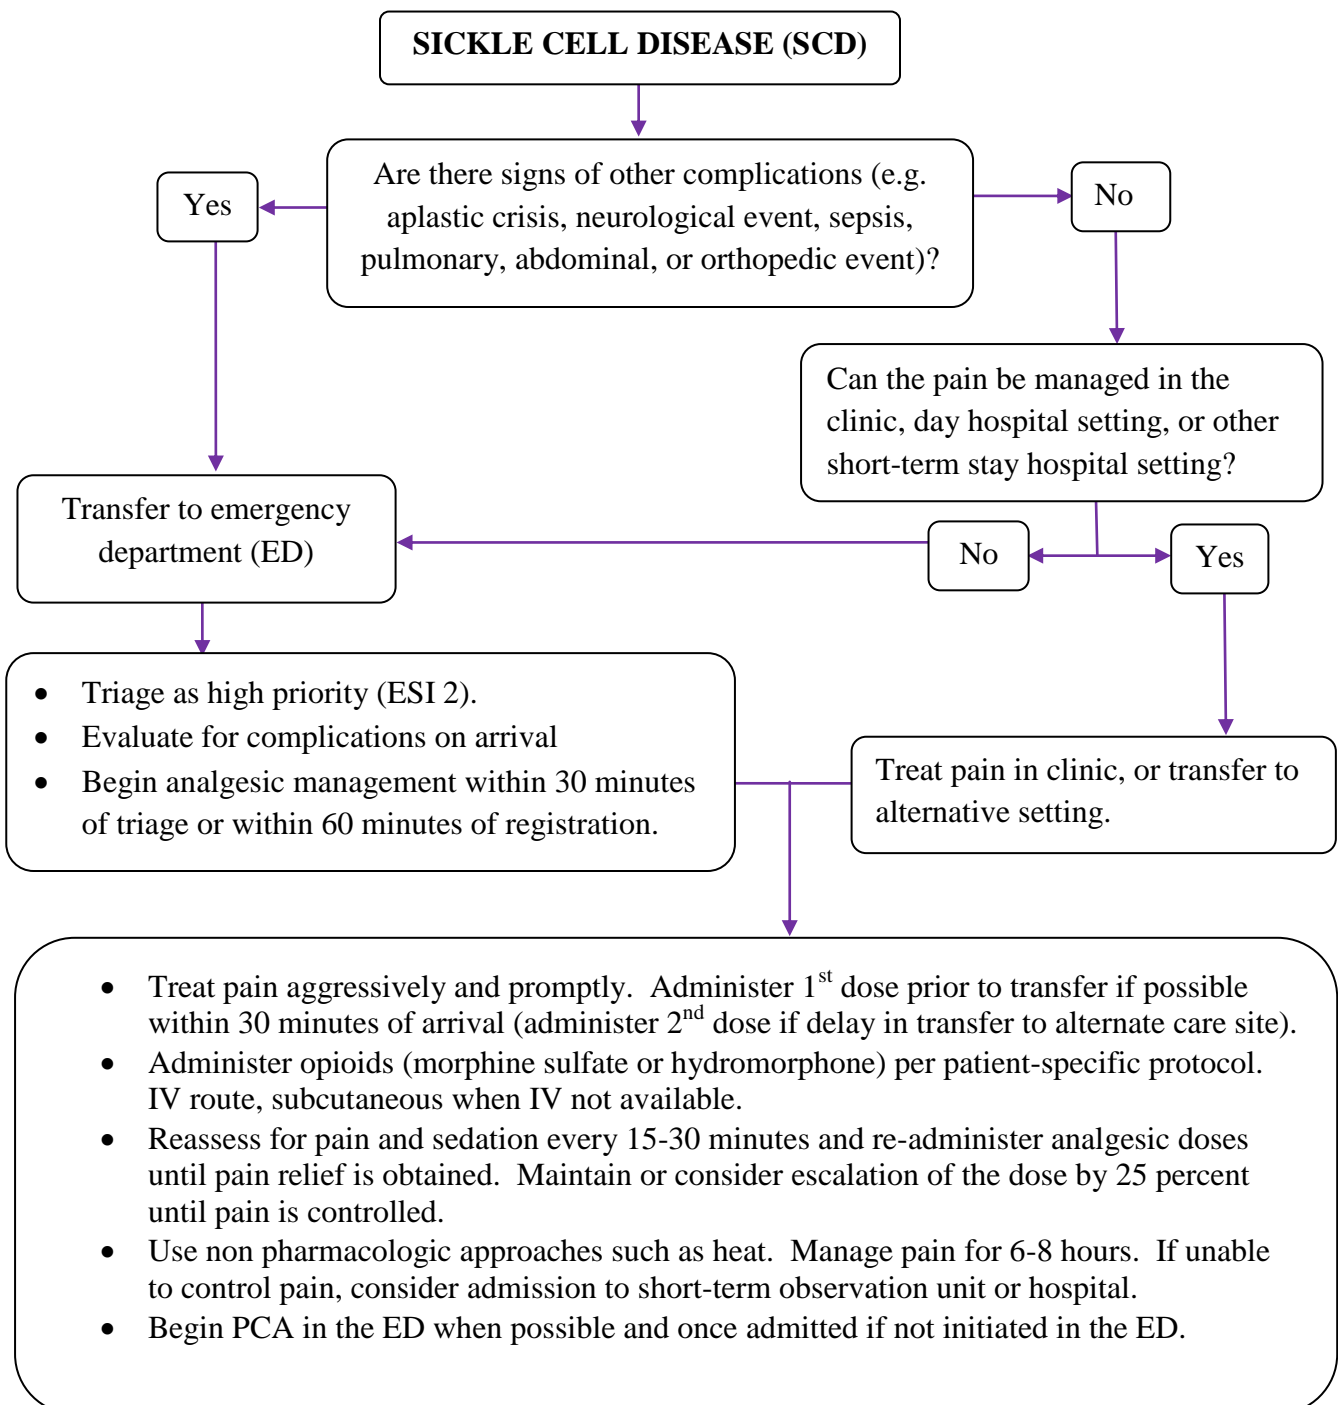 SICKLE CELL DISEASE (SCD)
Are there signs of other complications (e.g.
aplastic crisis, neurological event, sepsis,
pulmonary, abdominal, or orthopedic event)?
Yes
No
Can the pain be managed in the
clinic, day hospital setting, or other
short-term stay hospital setting?
Transfer to emergency
department (ED)
No
Yes
• Triage as high priority (ESI 2).
• Evaluate for complications on arrival
• Begin analgesic management within 30 minutes
of triage or within 60 minutes of registration.
Treat pain in clinic, or transfer to
alternative setting.
• Treat pain aggressively and promptly.  Administer 1st dose prior to transfer if possible
within 30 minutes of arrival (administer 2nd dose if delay in transfer to alternate care site).
• Administer opioids (morphine sulfate or hydromorphone) per patient-specific protocol.
IV route, subcutaneous when IV not available.
• Reassess for pain and sedation every 15-30 minutes and re-administer analgesic doses
until pain relief is obtained.  Maintain or consider escalation of the dose by 25 percent
until pain is controlled.
• Use non pharmacologic approaches such as heat.  Manage pain for 6-8 hours.  If unable
to control pain, consider admission to short-term observation unit or hospital.
• Begin PCA in the ED when possible and once admitted if not initiated in the ED.